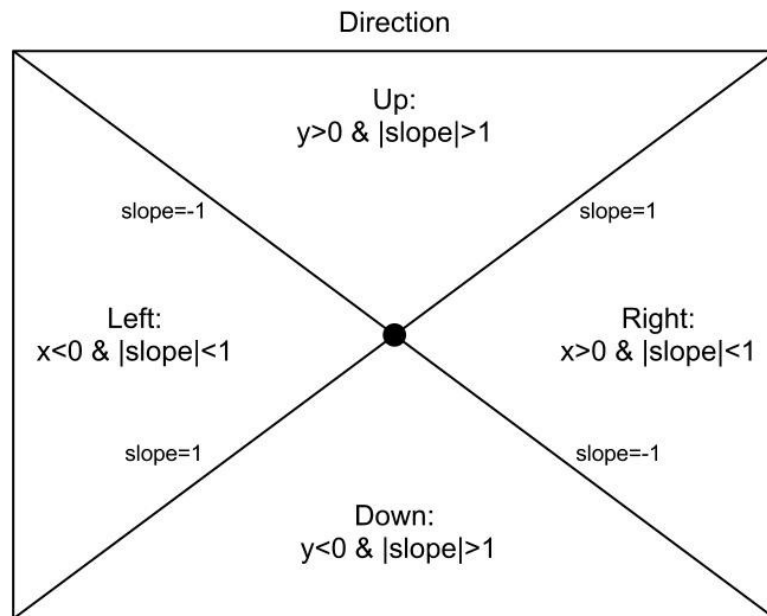 Direction
Up:
y>0 & |slope|>1
slope=-1
slope=1
Left:
x<0 & |slope|<1
Right:
x>0 & |slope|<1
slope=1
slope=-1
Down:
y<0 & |slope|>1